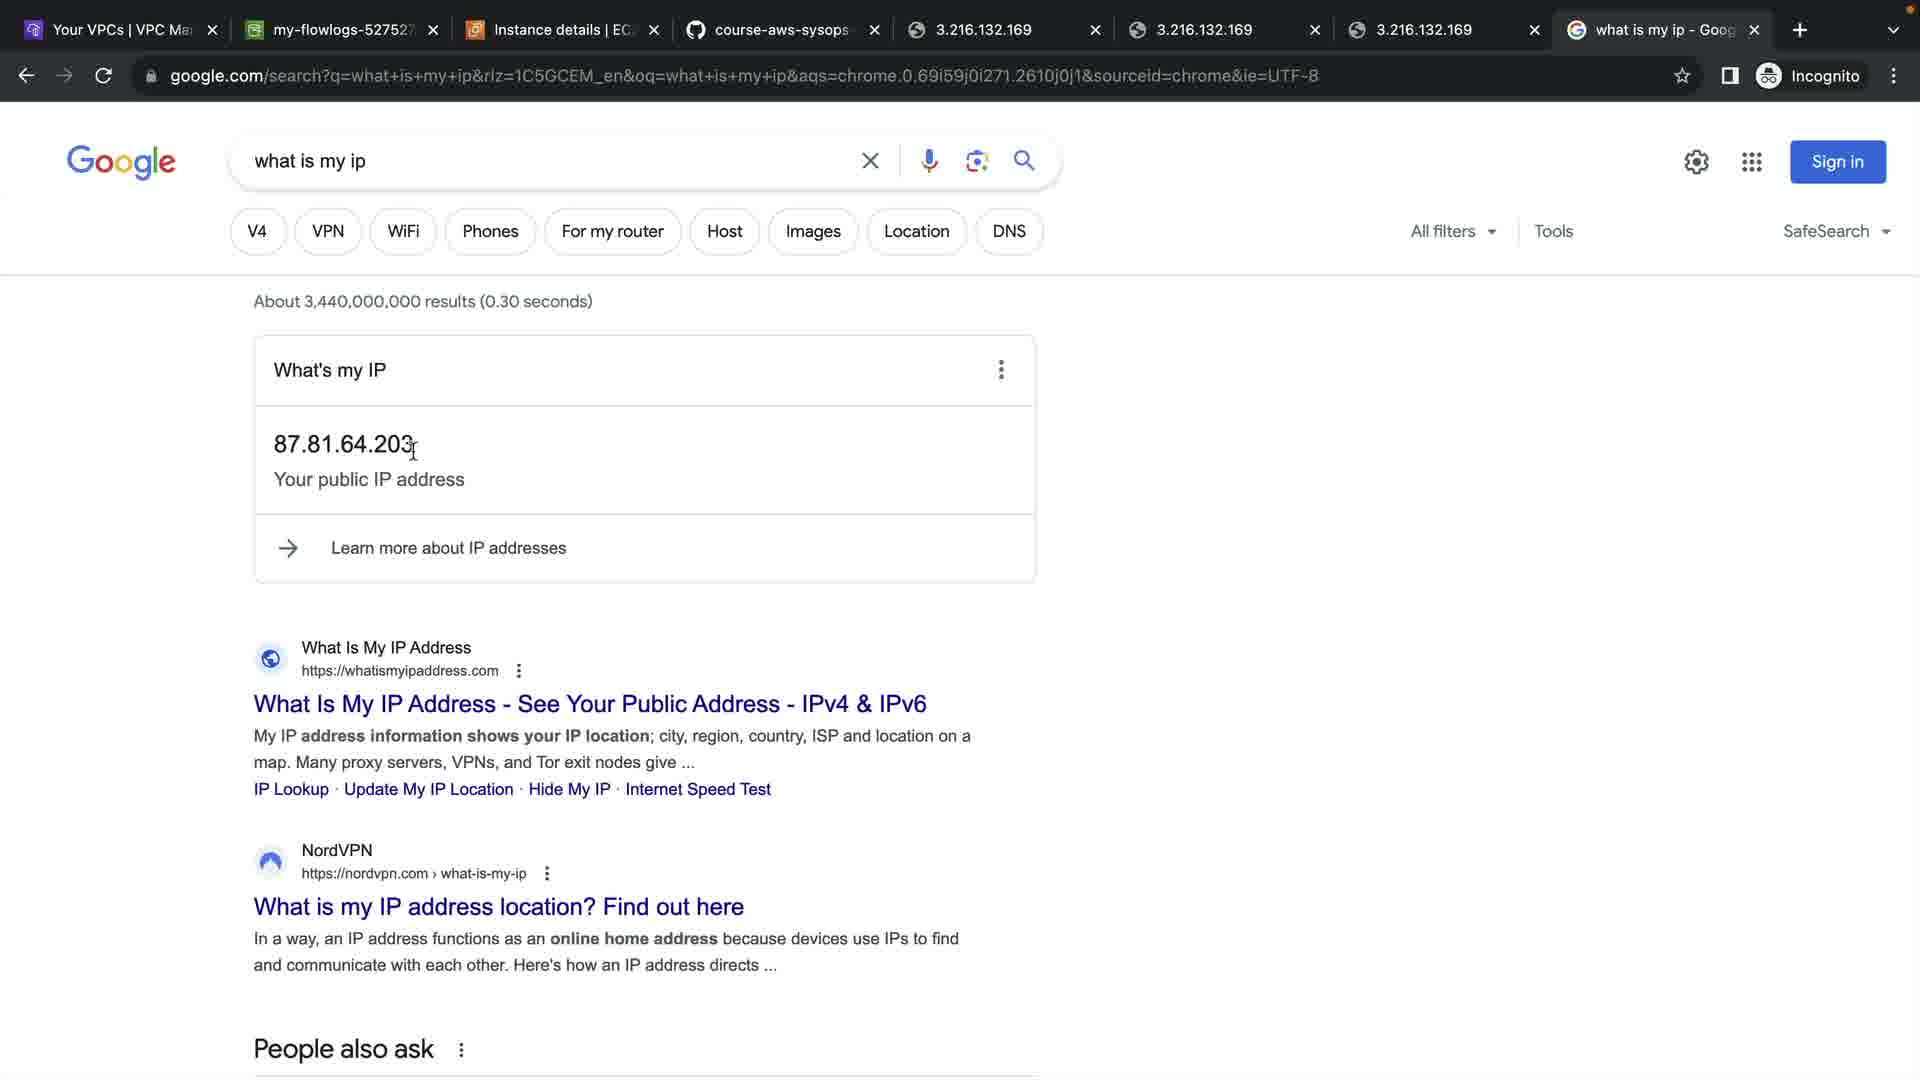 Your VPCs | VPC Ma
my-flowlogs-52752
Instance details | EC
course-aws-sysops
3.216.132.169
3.216.132.169
3.216.132.169
what is my ip - Goog
google.com/search?q=what+is+my+ip&rlz=1C5GCEM_en&oq=what+is+my+ip&aqs=chrome.0.69i59j0i271.2610j0j1&sourceid=chrome&ie=UTF-8
Incognito
Google
what is my ip
Sign in
V4
VPN
WiFi
Phones
For my router
Host
Images
Location
DNS
All filters
Tools
SafeSearch
About 3,440,000,000 results (0.30 seconds)
What's my IP
87.81.64.203
Your public IP address
Learn more about IP addresses
What Is My IP Address
https://whatismyipaddress.com
What Is My IP Address - See Your Public Address - IPv4 & IPv6
My IP address information shows your IP location; city, region, country, ISP and location on a
map. Many proxy servers, VPNs, and Tor exit nodes give ...
IP Lookup · Update My IP Location · Hide My IP · Internet Speed Test
NordVPN
https://nordvpn.com › what-is-my-ip
What is my IP address location? Find out here
In a way, an IP address functions as an online home address because devices use IPs to find
and communicate with each other. Here's how an IP address directs ...
People also ask